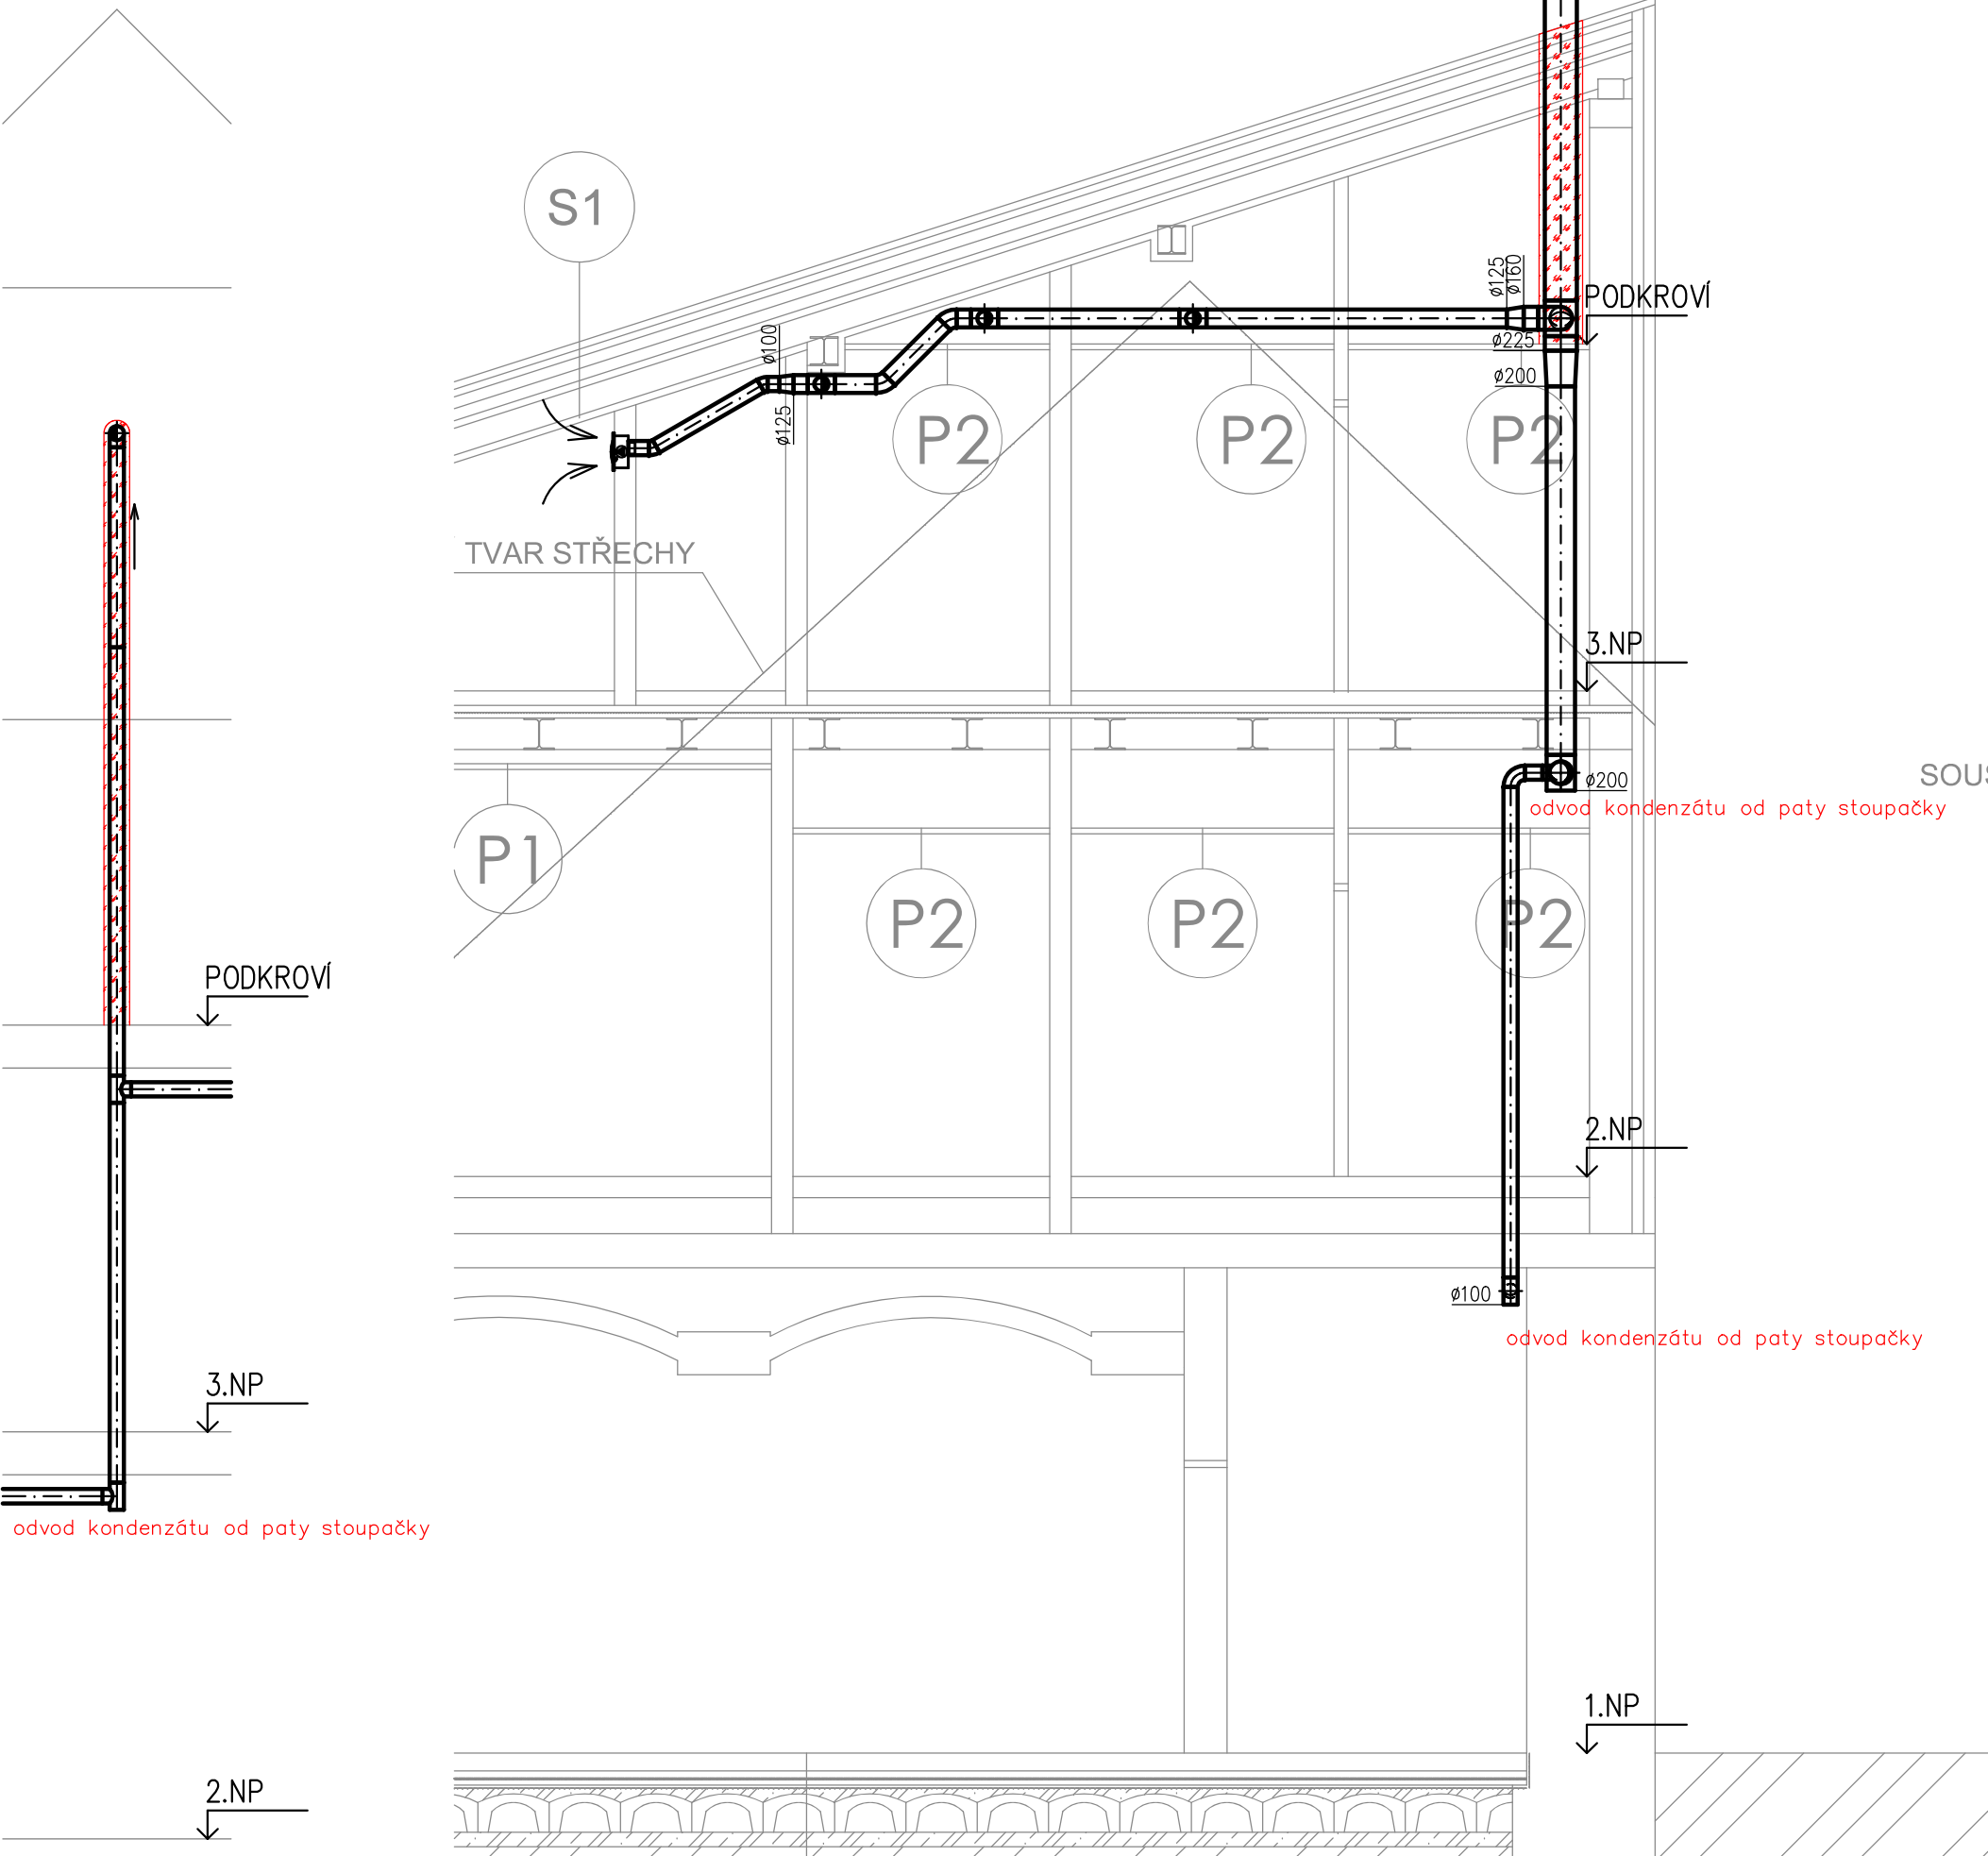 S1
ø125
ø160
PODKROVÍ
ø100
ø225
ø200
ø125
P2
P2
P2
TVAR STŘECHY
3.NP
ø200
odvod kondenzátu od paty stoupačky
P1
P2
P2
P2
PODKROVÍ
2.NP
ø100
odvod kondenzátu od paty stoupačky
3.NP
odvod kondenzátu od paty stoupačky
1.NP
2.NP